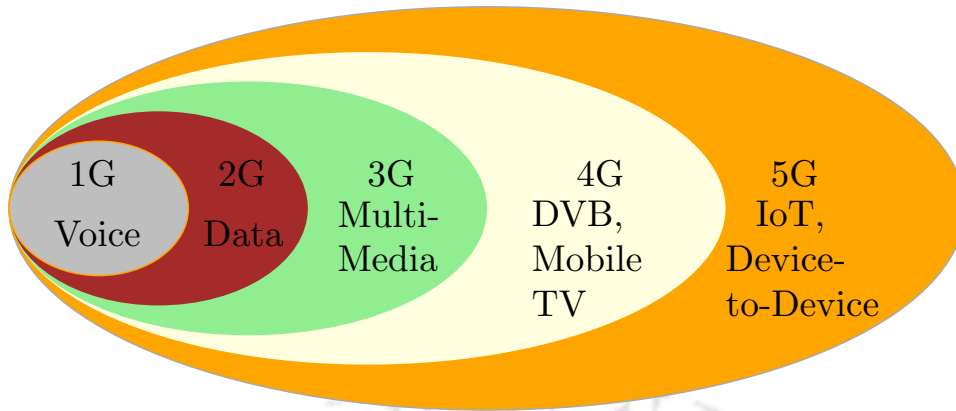 1G
Voice
2G
Data
3G
Multi-
Media
4G
DVB,
Mobile
TV
5G
IoT,
Device-
to-Device